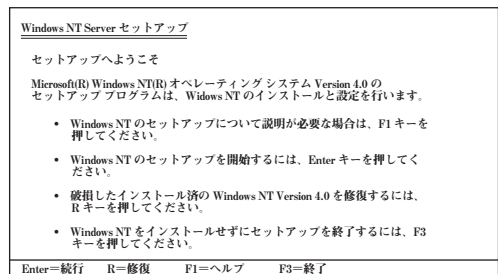 Windows NT Server セットアップ
セットアップへようこそ
Microsoft(R) Windows NT(R) オペレーティング システム Version 4.0 の
セットアップ プログラムは、Widows NT のインストールと設定を行います。
• Windows NT のセットアップについて説明が必要な場合は、F1 キーを
押してください。
• Windows NT のセットアップを開始するには、Enter キーを押してく
ださい。
• 破損したインストール済の Windows NT Version 4.0 を修復するには、
R キーを押してください。
• Windows NT をインストールせずにセットアップを終了するには、F3
キーを押してください。
Enter＝続行 R＝修復 F1＝ヘルプ F3＝終了